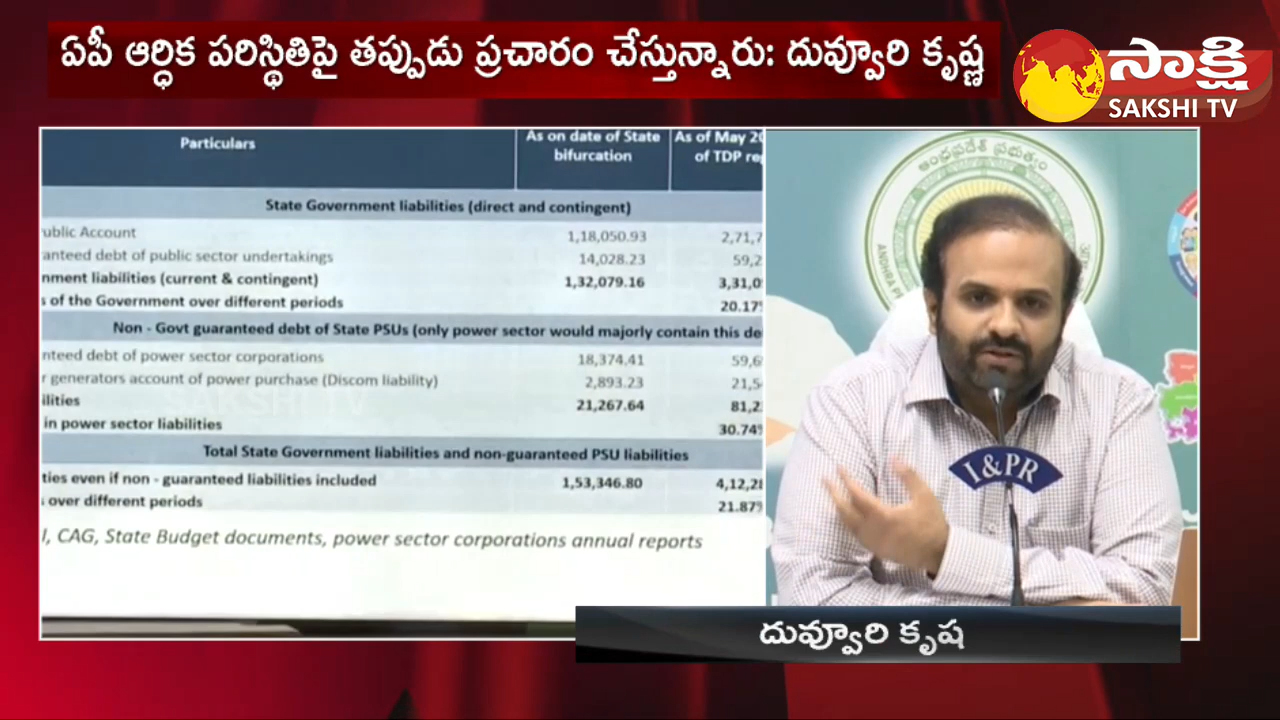 ఏపీ ఆర్థిక పరిస్థితిపై తప్పుడు ప్రచారం చేస్తున్నారు: దువ్వూరి కృష్ణ
సాక్షి
SAKSHI TV
Particulars
As on date of State
bifurcation
As of May 20
of TDP re
State Government liabilities (direct and contingent)
ublic Account 1,18,050.93 2,71,7
anteed debt of public sector undertakings 14,028.23 59,2
nment liabilities (current & contingent) 1,32,079.16 3,31,0
s of the Government over different periods 20.17
Non - Govt guaranteed debt of State PSUs (only power sector would majorly contain this de
nteed debt of power sector corporations 18,374.41 59,6
r generators account of power purchase (Discom liability) 2,893.23 21,5
ilities 21,267.64 81,2
in power sector liabilities 30.74
Total State Government liabilities and non-guaranteed PSU liabilities
ties even if non - guaranteed liabilities included 1,53,346.80 4,12,2
over different periods 21.87
I, CAG, State Budget documents, power sector corporations annual reports
SAKSHI TV
ఆంధ్రప్రదేశ్ ప్రభుత్వం
I&PR
దువ్వూరి కృష